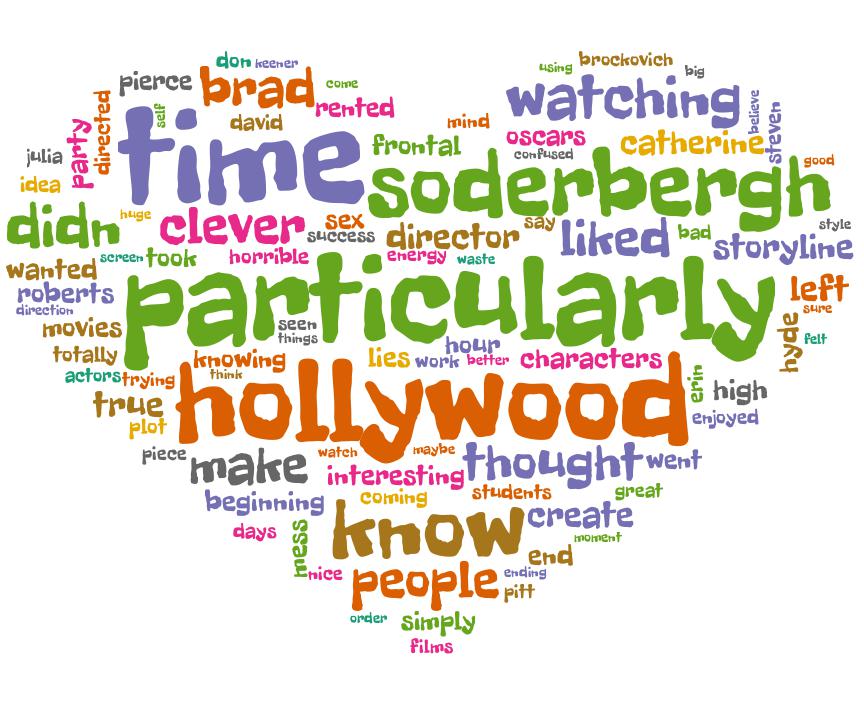 don keener
using brockovich big
pierce brad come
watching
rented
self time david mind
believe
party directed
frontal oscars catherine steven
julia confused
idea soderbergh good
didn huge clever sex success director say liked bad storyline style
wanted screen took horrible energy waste
roberts particularly left
direction sure
movies seen things hyde felt
totally knowing lies hour work better characters
actors trying think erin high
true hollywood enjoyed
plot
piece make watch maybe thought went
interesting
beginning coming students great
days know create
mess moment
nice people end
ending pitt
order simply
films